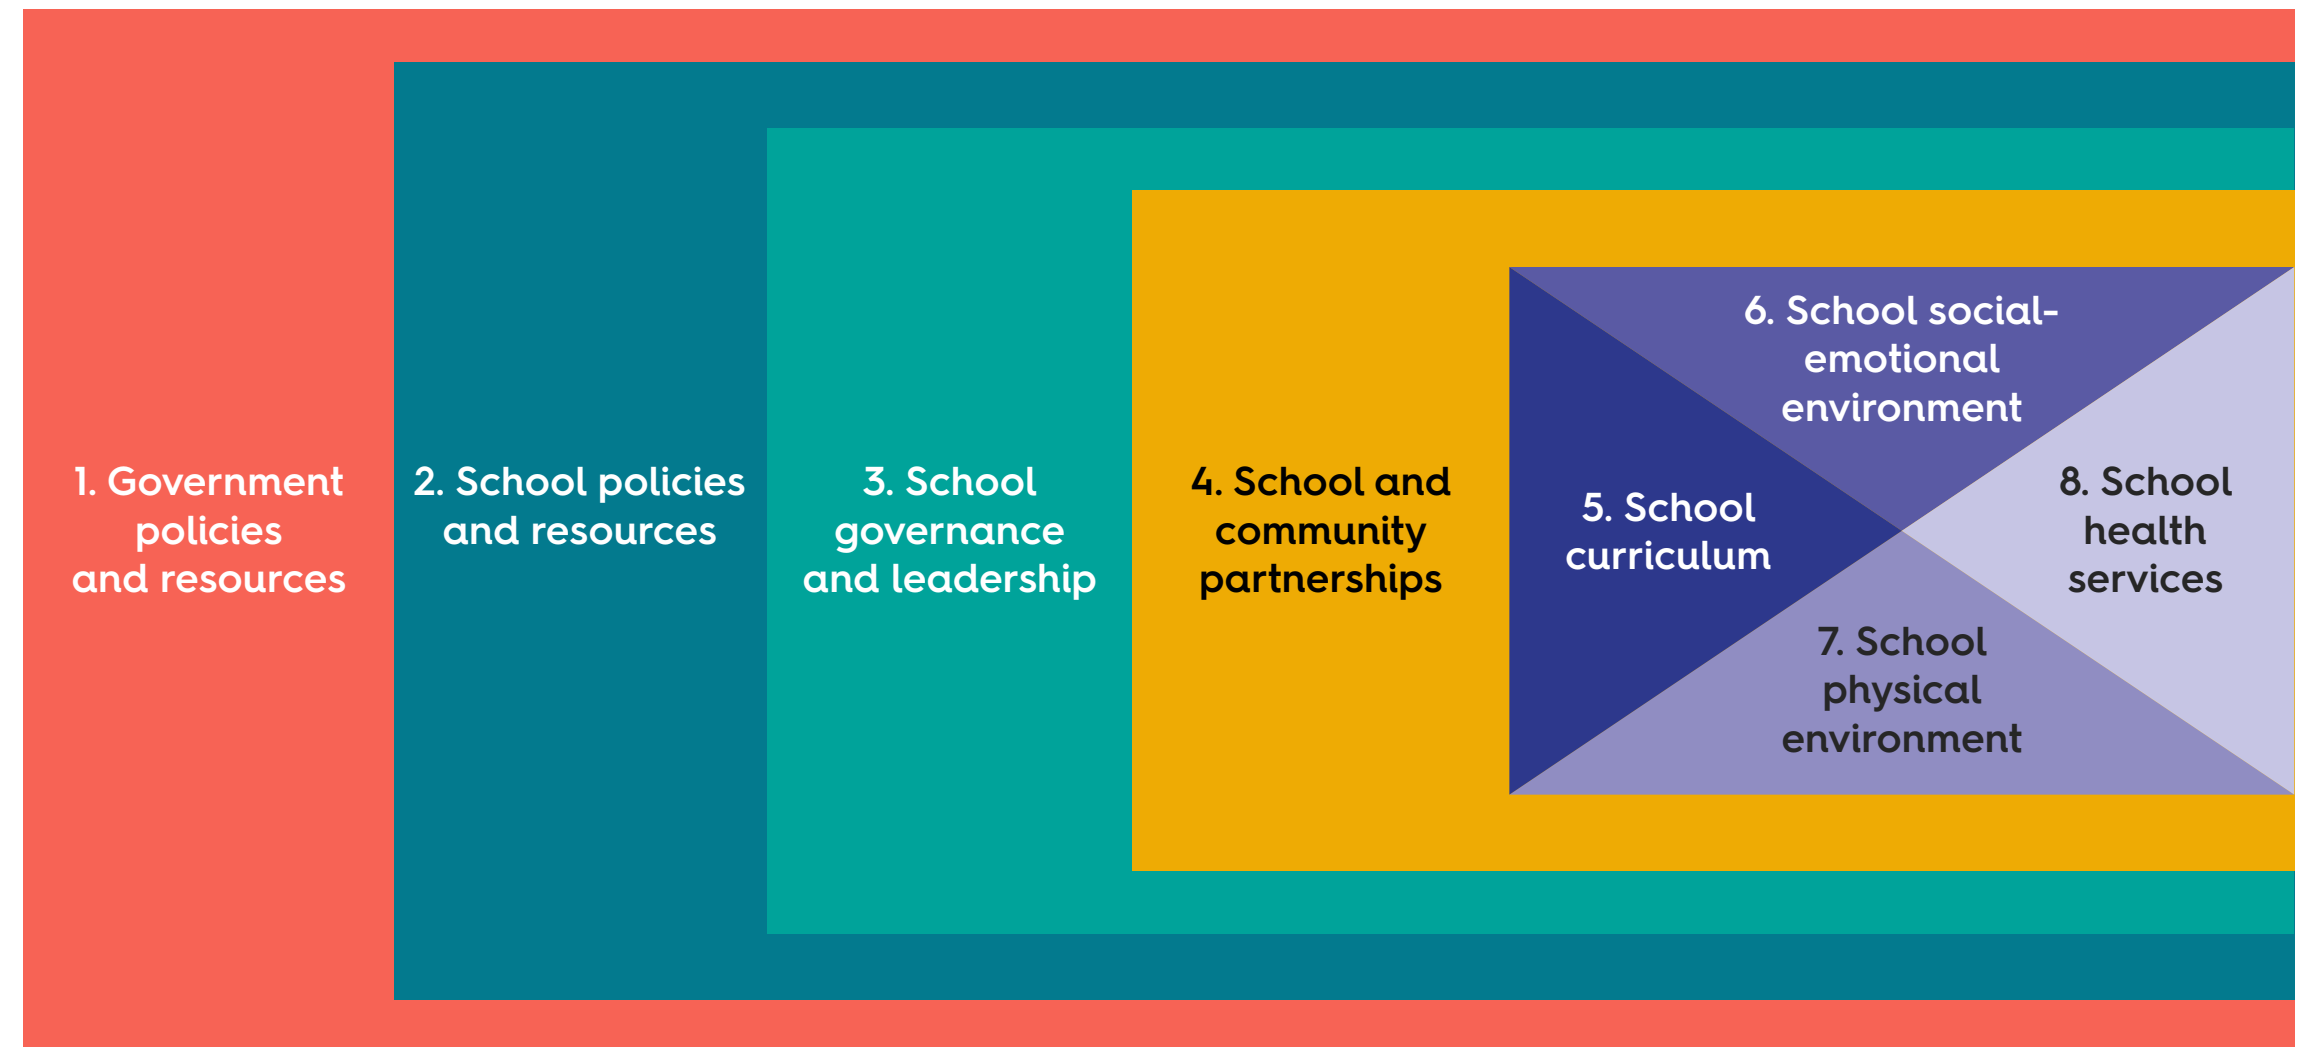 1. Government
policies
and resources
2. School policies
and resources
3. School
governance
and leadership
4. School and
community
partnerships
5. School
curriculum
6. School social-
emotional
environment
7. School
physical
environment
8. School
health
services